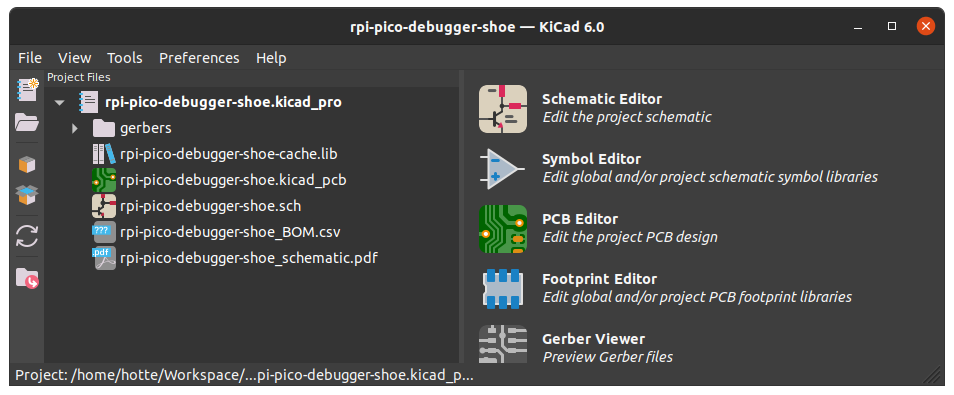 rpi-pico-debugger-shoe — KiCad 6.0
File View Tools Preferences Help
Project Files
rpi-pico-debugger-shoe.kicad_pro
gerbers
rpi-pico-debugger-shoe-cache.lib
rpi-pico-debugger-shoe.kicad_pcb
rpi-pico-debugger-shoe.sch
???
rpi-pico-debugger-shoe_BOM.csv
.pdf
rpi-pico-debugger-shoe_schematic.pdf
Schematic Editor
Edit the project schematic
Symbol Editor
Edit global and/or project schematic symbol libraries
PCB Editor
Edit the project PCB design
Footprint Editor
Edit global and/or project PCB footprint libraries
Gerber Viewer
Preview Gerber files
Project: /home/hotte/Workspace/...pi-pico-debugger-shoe.kicad_p...